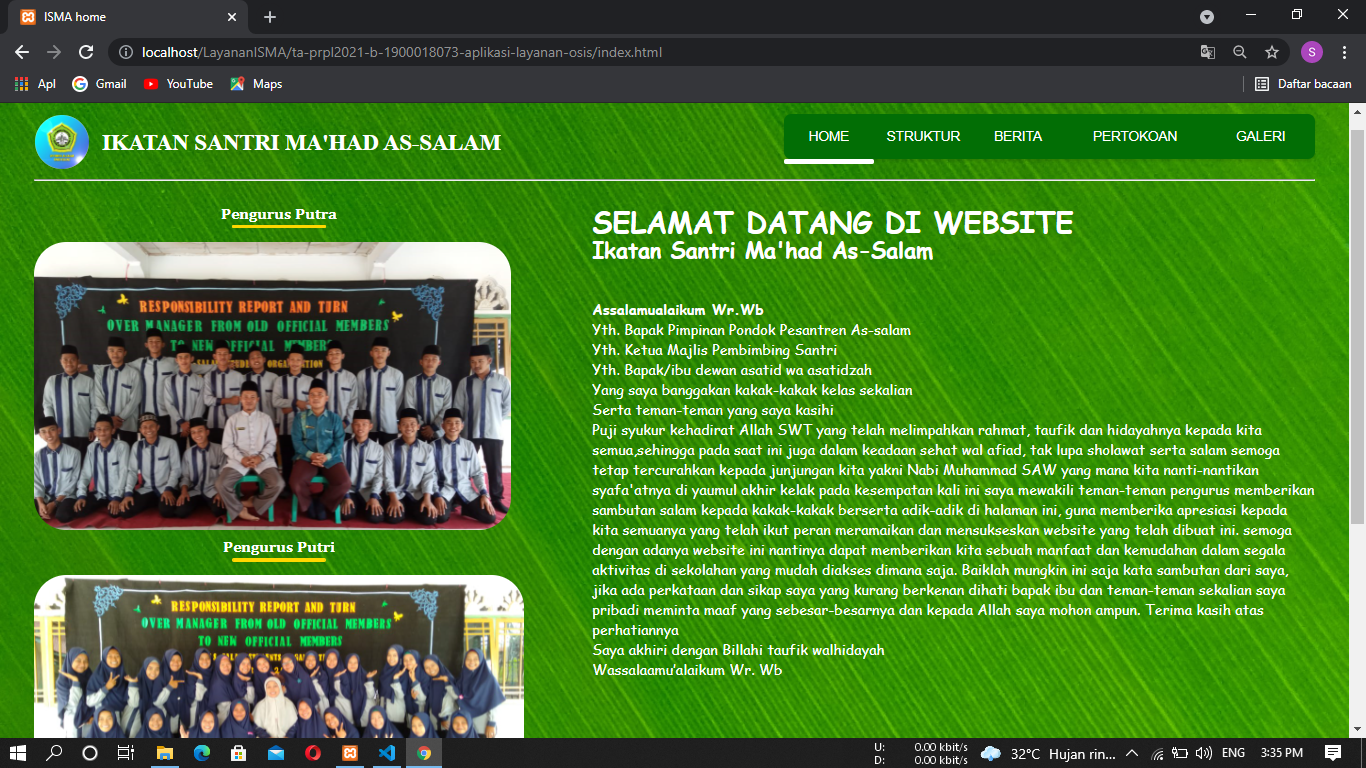 ISMA home
localhost/LayananISMA/ta-prpl2021-b-1900018073-aplikasi-layanan-osis/index.html
S
Apl
Gmail
YouTube
Maps
Daftar bacaan
IKATAN SANTRI MA'HAD AS-SALAM
HOME
STRUKTUR
BERITA
PERTOKOAN
GALERI
Pengurus Putra
RESPONSIBILITY REPORT AND TURN
OVER MANAGER FROM OLD OFFICIAL MEMBERS
TO NEW OFFICIAL MEMBERS
Pengurus Putri
RESPONSIBILITY REPORT AND TURN
OVER MANAGER FROM OLD OFFICIAL MEMBERS
TO NEW OFFICIAL MEMBERS
SELAMAT DATANG DI WEBSITE
Ikatan Santri Ma'had As-Salam
Assalamualaikum Wr.Wb
Yth. Bapak Pimpinan Pondok Pesantren As-salam
Yth. Ketua Majlis Pembimbing Santri
Yth. Bapak/ibu dewan asatid wa asatidzah
Yang saya banggakan kakak-kakak kelas sekalian
Serta teman-teman yang saya kasihi
Puji syukur kehadirat Allah SWT yang telah melimpahkan rahmat, taufik dan hidayahnya kepada kita
semua,sehingga pada saat ini juga dalam keadaan sehat wal afiad, tak lupa sholawat serta salam semoga
tetap tercurahkan kepada junjungan kita yakni Nabi Muhammad SAW yang mana kita nanti-nantikan
syafa'atnya di yaumul akhir kelak pada kesempatan kali ini saya mewakili teman-teman pengurus memberikan
sambutan salam kepada kakak-kakak berserta adik-adik di halaman ini, guna memberika apresiasi kepada
kita semuanya yang telah ikut peran meramaikan dan mensukseskan website yang telah dibuat ini. semoga
dengan adanya website ini nantinya dapat memberikan kita sebuah manfaat dan kemudahan dalam segala
aktivitas di sekolahan yang mudah diakses dimana saja. Baiklah mungkin ini saja kata sambutan dari saya,
jika ada perkataan dan sikap saya yang kurang berkenan dihati bapak ibu dan teman-teman sekalian saya
pribadi meminta maaf yang sebesar-besarnya dan kepada Allah saya mohon ampun. Terima kasih atas
perhatiannya
Saya akhiri dengan Billahi taufik walhidayah
Wassalaamu'alaikum Wr. Wb
U: 0.00 kbit/s
D: 0.00 kbit/s
32°C Hujan rin...
ENG
3:35 PM